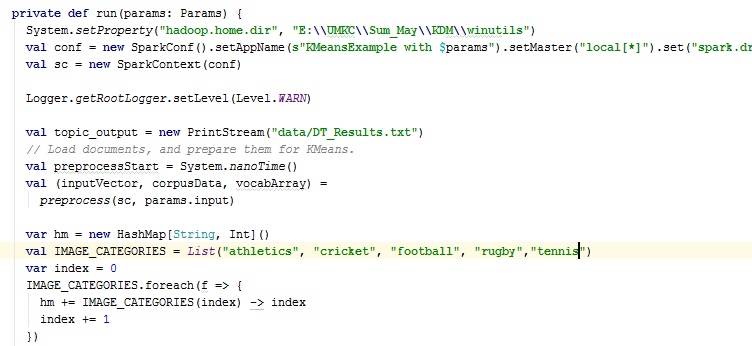 private def run(params: Params) {
System.setProperty("hadoop.home.dir", "E:\\UMKC\\Sum_May\\KDM\\winutils")
val conf = new SparkConf().setAppName(s"KMeansExample with $params").setMaster("local[*]").set("spark.dr
val sc = new SparkContext(conf)
Logger.getRootLogger.setLevel(Level.WARN)
val topic_output = new PrintStream("data/DT_Results.txt")
// Load documents, and prepare them for KMeans.
val preprocessStart = System.nanoTime()
val (inputVector, corpusData, vocabArray) =
preprocess(sc, params.input)
var hm = new HashMap[String, Int]()
val IMAGE_CATEGORIES = List("athletics", "cricket", "football", "rugby","tennis")
var index = 0
IMAGE_CATEGORIES.foreach(f => {
hm += IMAGE_CATEGORIES(index) -> index
index += 1
})